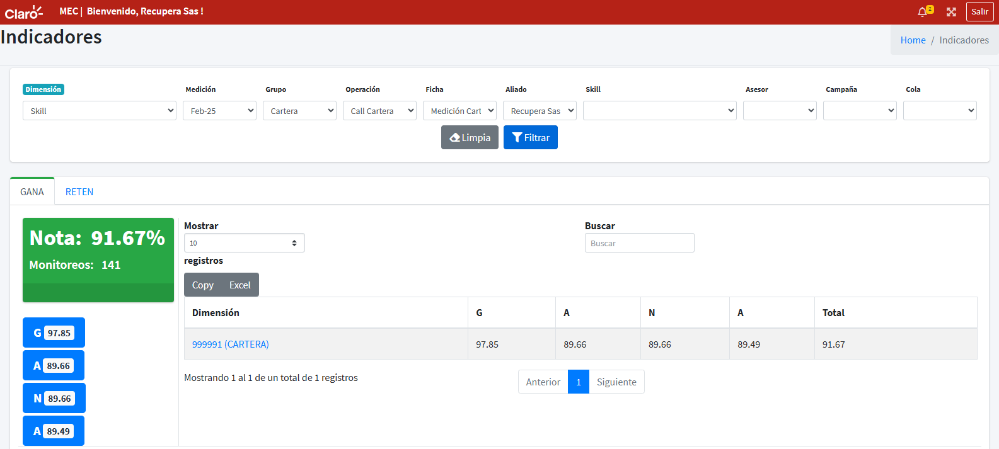 Claro MEC | Bienvenido, Recupera Sas ! 2 Salir
Indicadores
Home / Indicadores
Dimensión Medición Grupo Operación Ficha Aliado Skill Asesor Campaña Cola
Skill Feb-25 Cartera Call Cartera Medición Cart Recupera Sas
Limpia Filtrar
GANA RETEN
Nota: 91.67%
Monitoreos: 141
G 97.85
A 89.66
N 89.66
A 89.49
Mostrar Buscar
10 Buscar
registros
Copy Excel
Dimensión G A N A Total
999991 (CARTERA) 97.85 89.66 89.66 89.49 91.67
Mostrando 1 al 1 de un total de 1 registros Anterior 1 Siguiente